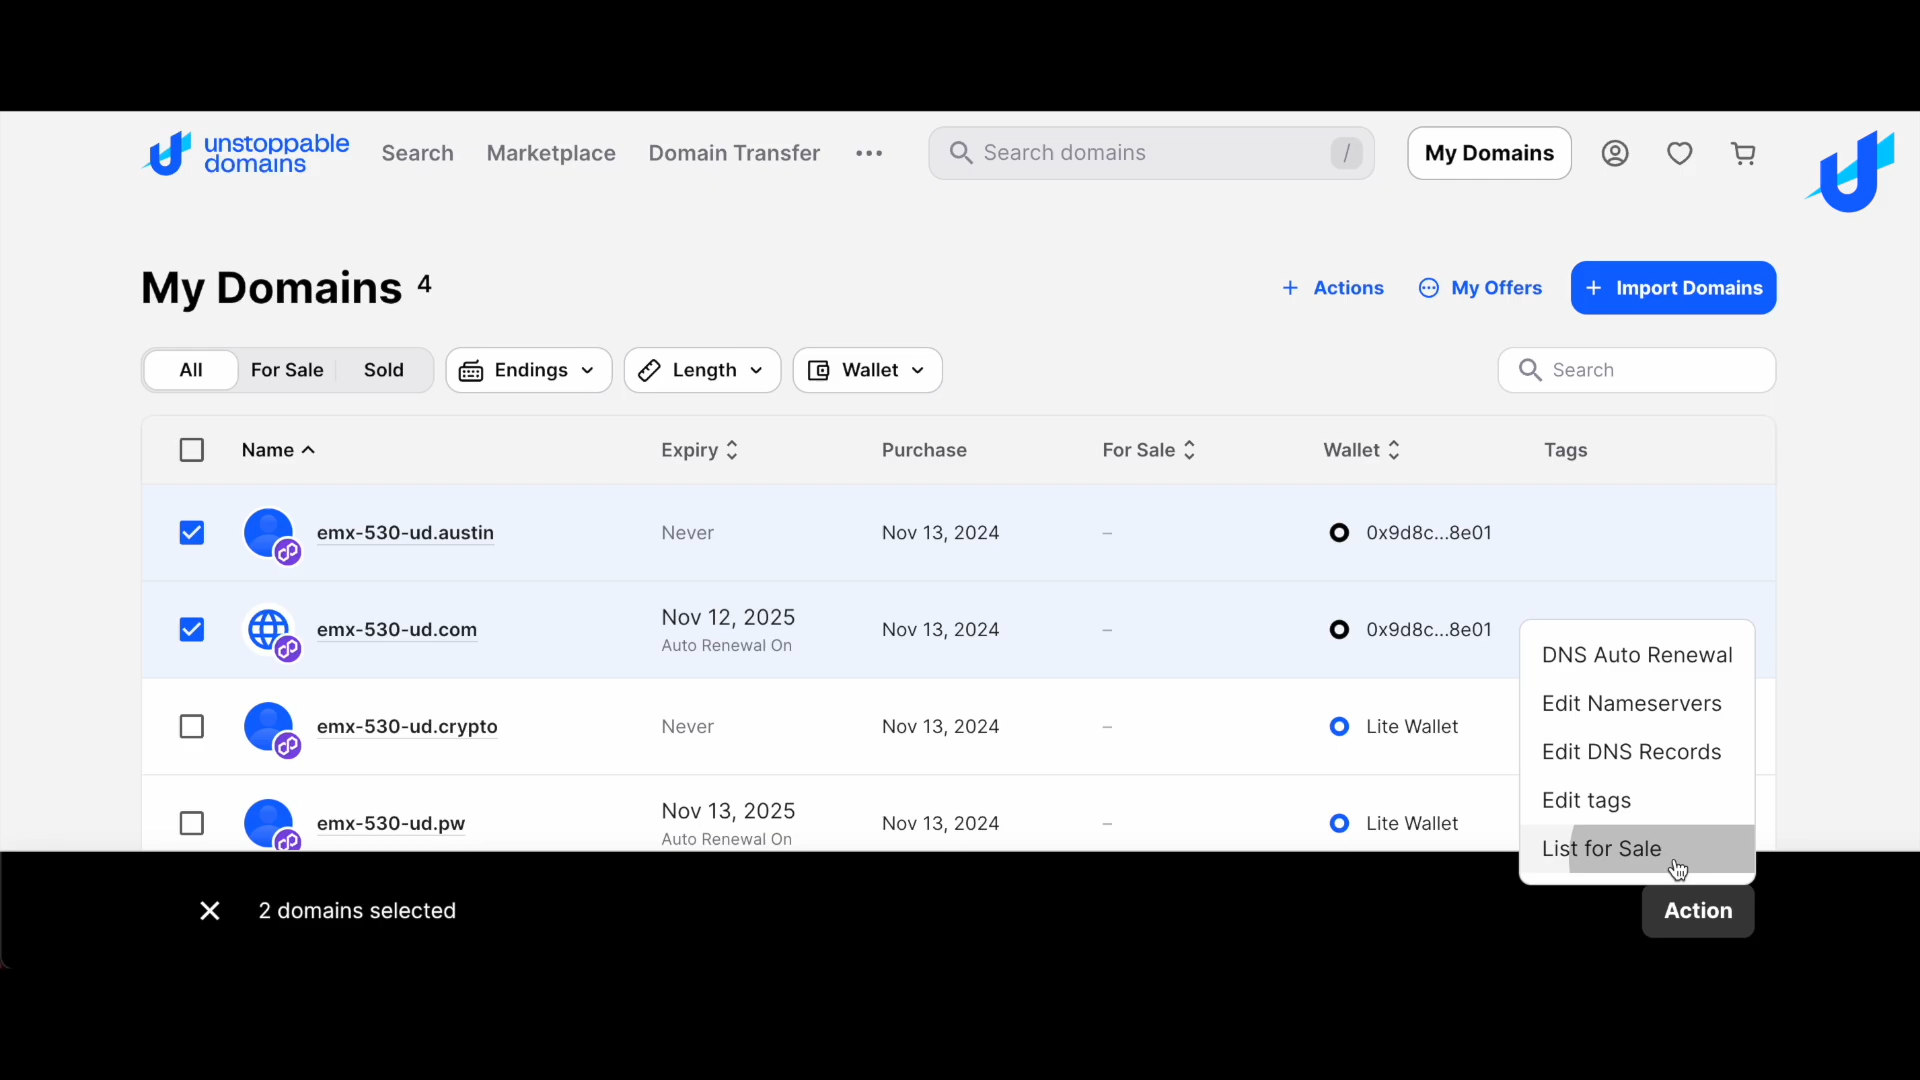 unstoppable
domains
Search
Marketplace
Domain Transfer
Search domains
/
My Domains
My Domains 4
+ Actions
My Offers
+ Import Domains
All
For Sale
Sold
Endings
Length
Wallet
Search
Name
Expiry
Purchase
For Sale
Wallet
Tags
emx-530-ud.austin
Never
Nov 13, 2024
–
0x9d8c...8e01
emx-530-ud.com
Nov 12, 2025
Auto Renewal On
Nov 13, 2024
–
0x9d8c...8e01
emx-530-ud.crypto
Never
Nov 13, 2024
–
Lite Wallet
emx-530-ud.pw
Nov 13, 2025
Auto Renewal On
Nov 13, 2024
–
Lite Wallet
DNS Auto Renewal
Edit Nameservers
Edit DNS Records
Edit tags
List for Sale
2 domains selected
Action